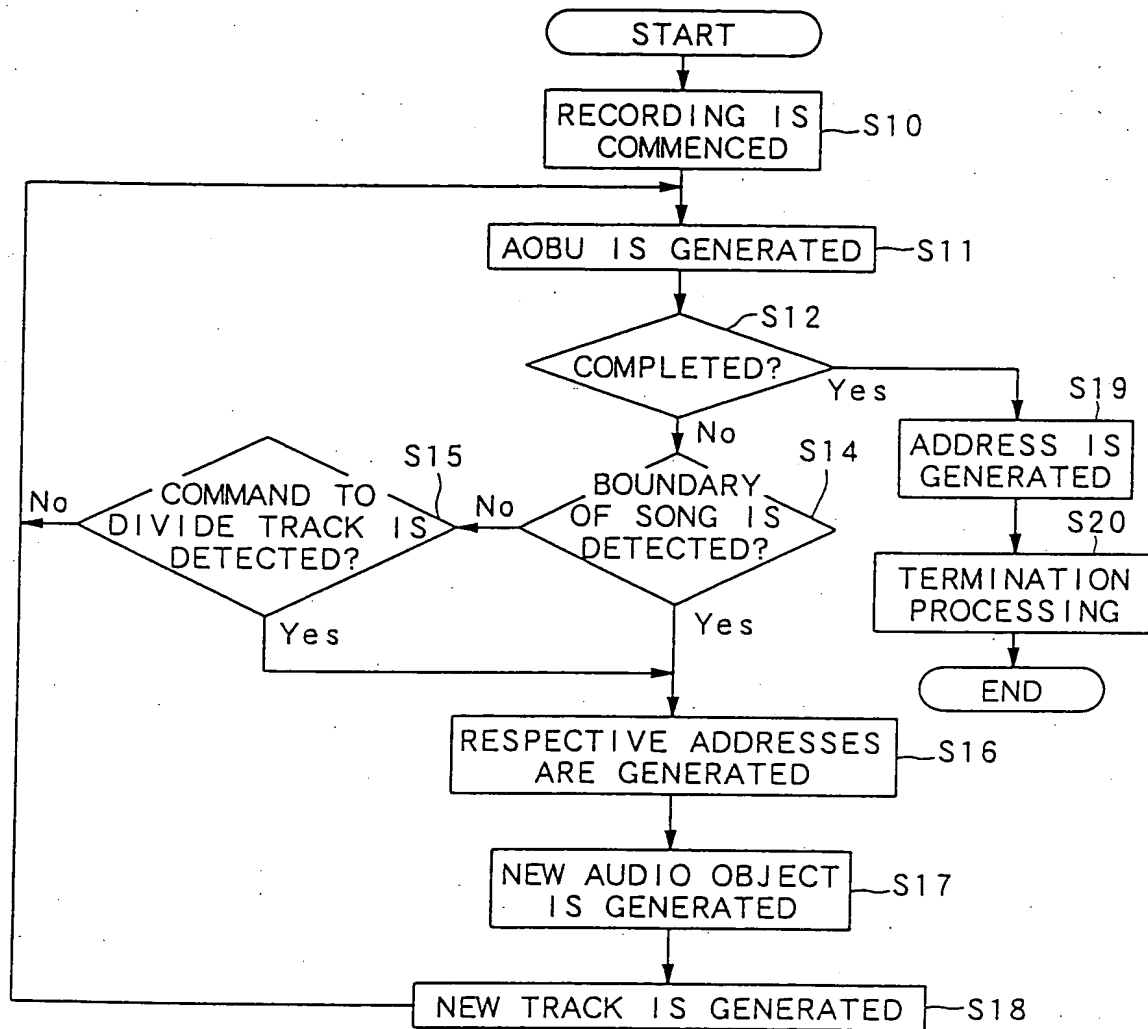 START
RECORDING IS
COMMENCED
S10
AOBU IS GENERATED
S11
S12
COMPLETED?
Yes
No
S19
ADDRESS IS
GENERATED
S14
BOUNDARY
OF SONG IS
DETECTED?
No
Yes
S15
COMMAND TO
DIVIDE TRACK IS
DETECTED?
No
Yes
S20
TERMINATION
PROCESSING
END
RESPECTIVE ADDRESSES
ARE GENERATED
S16
NEW AUDIO OBJECT
IS GENERATED
S17
NEW TRACK IS GENERATED
S18